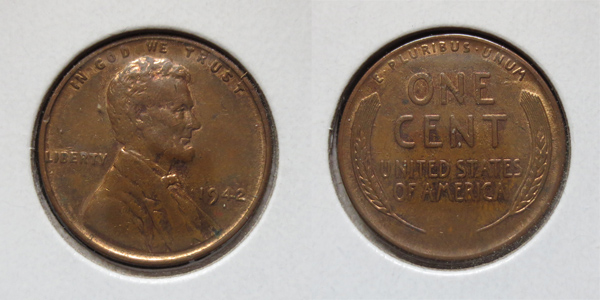 IN GOD WE TRUST
LIBERTY
1942
E·PLURIBUS·UNUM
ONE
CENT
UNITED STATES
OF AMERICA